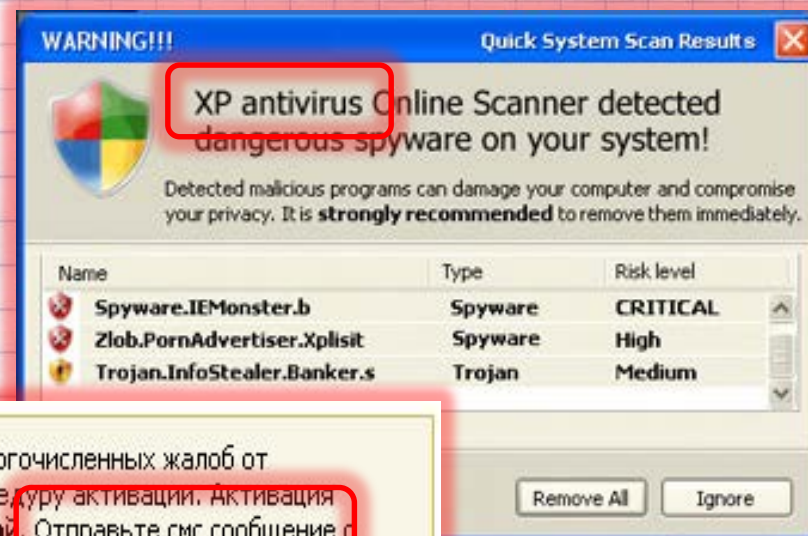 WARNING!!! Quick System Scan Results
XP antivirus Online Scanner detected
dangerous spyware on your system!
Detected malicious programs can damage your computer and compromise
your privacy. It is strongly recommended to remove them immediately.
Name Type Risk level
Spyware.IEMonster.b Spyware CRITICAL
Zlob.PornAdvertiser.Xplisit Spyware High
Trojan.InfoStealer.Banker.s Trojan Medium
Remove All Ignore
жалоб от
активации. Активация
Отправьте смс сообщение с